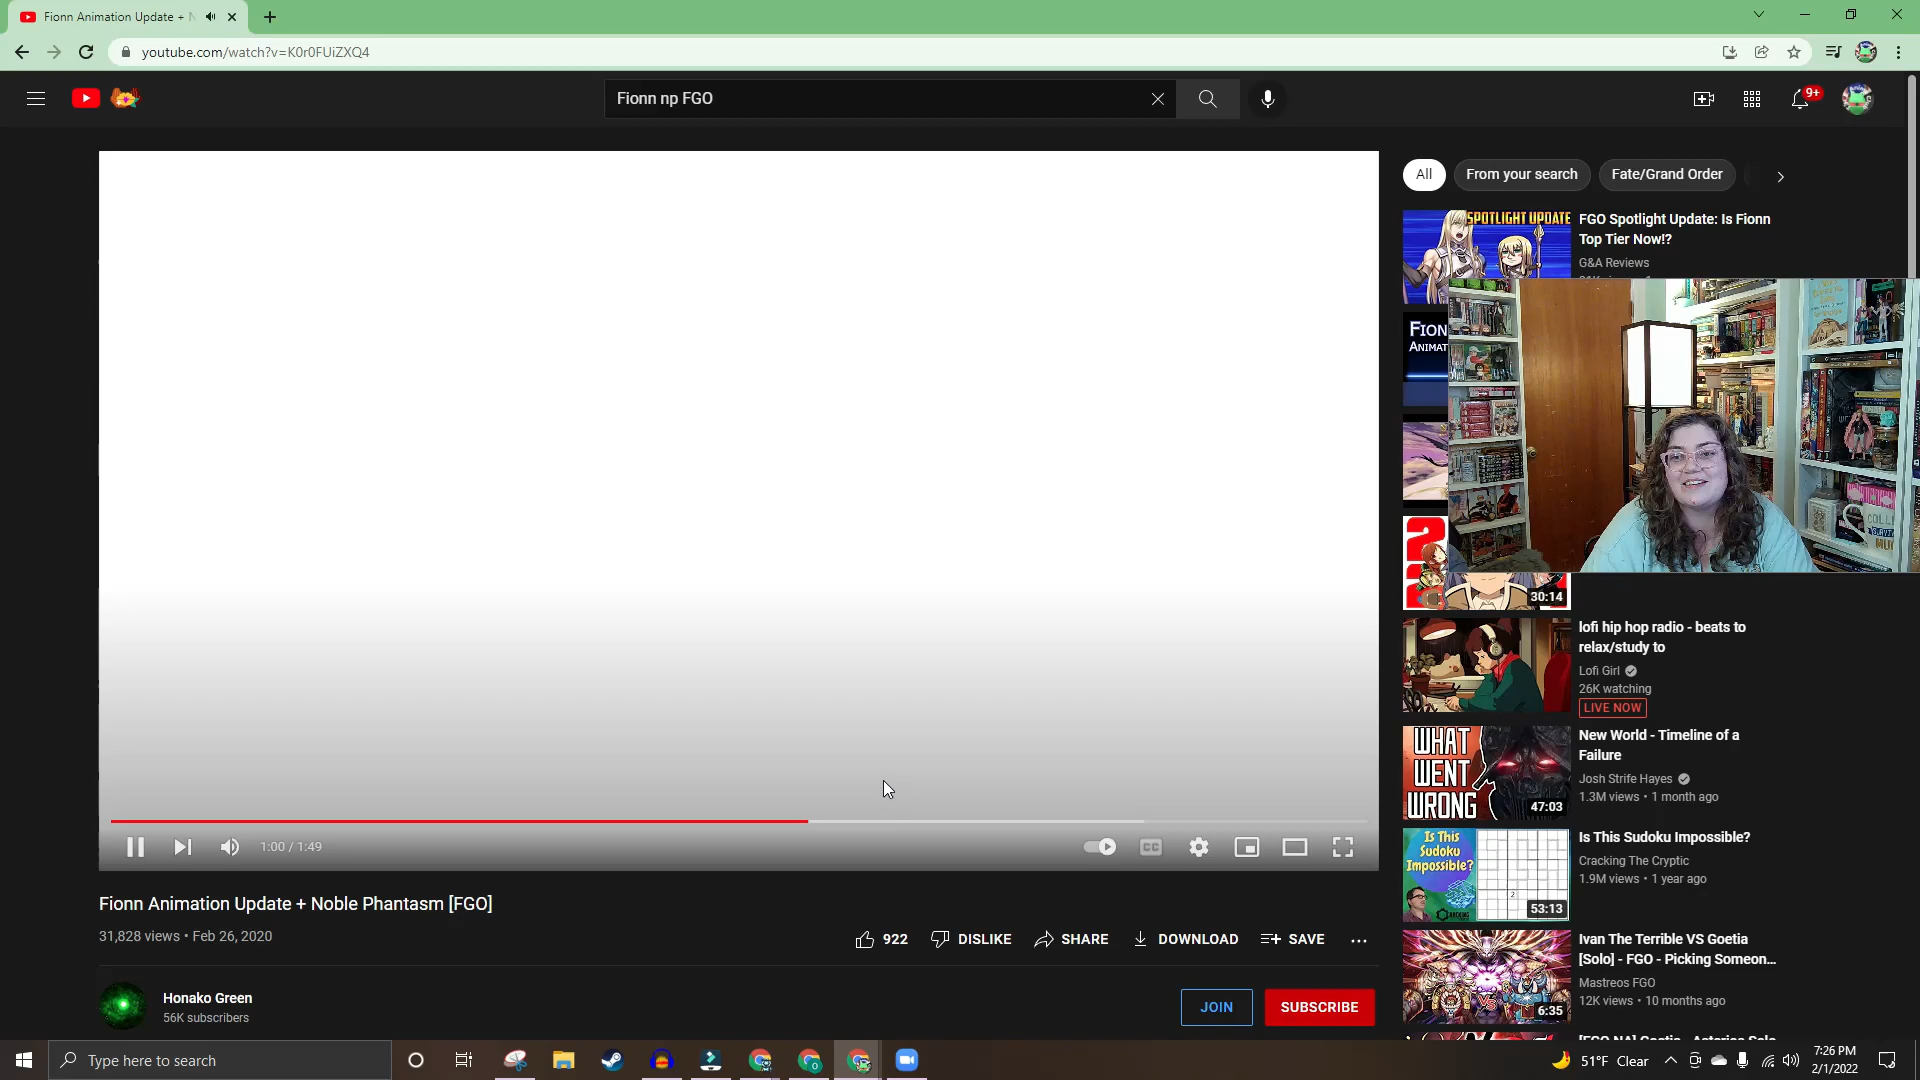 Fionn Animation Update +
youtube.com/watch?v=K0r0FUiZXQ4
Fionn np FGO
9+
All
From your search
Fate/Grand Order
SPOTLIGHT UPDATE
FGO Spotlight Update: Is Fionn
Top Tier Now!?
G&A Reviews
FION
ANIMAT
30:14
lofi hip hop radio - beats to
relax/study to
Lofi Girl
26K watching
LIVE NOW
WHAT
WENT
WRONG
47:03
New World - Timeline of a
Failure
Josh Strife Hayes
1.3M views • 1 month ago
Is This
Sudoku
Impossible?
53:13
Is This Sudoku Impossible?
Cracking The Cryptic
1.9M views • 1 year ago
VS
6:35
Ivan The Terrible VS Goetia
[Solo] - FGO - Picking Someon...
Mastreos FGO
12K views • 10 months ago
1:00 / 1:49
CC
Fionn Animation Update + Noble Phantasm [FGO]
31,828 views • Feb 26, 2020
922
DISLIKE
SHARE
DOWNLOAD
SAVE
Honako Green
56K subscribers
JOIN
SUBSCRIBE
Type here to search
51°F Clear
7:26 PM
2/1/2022